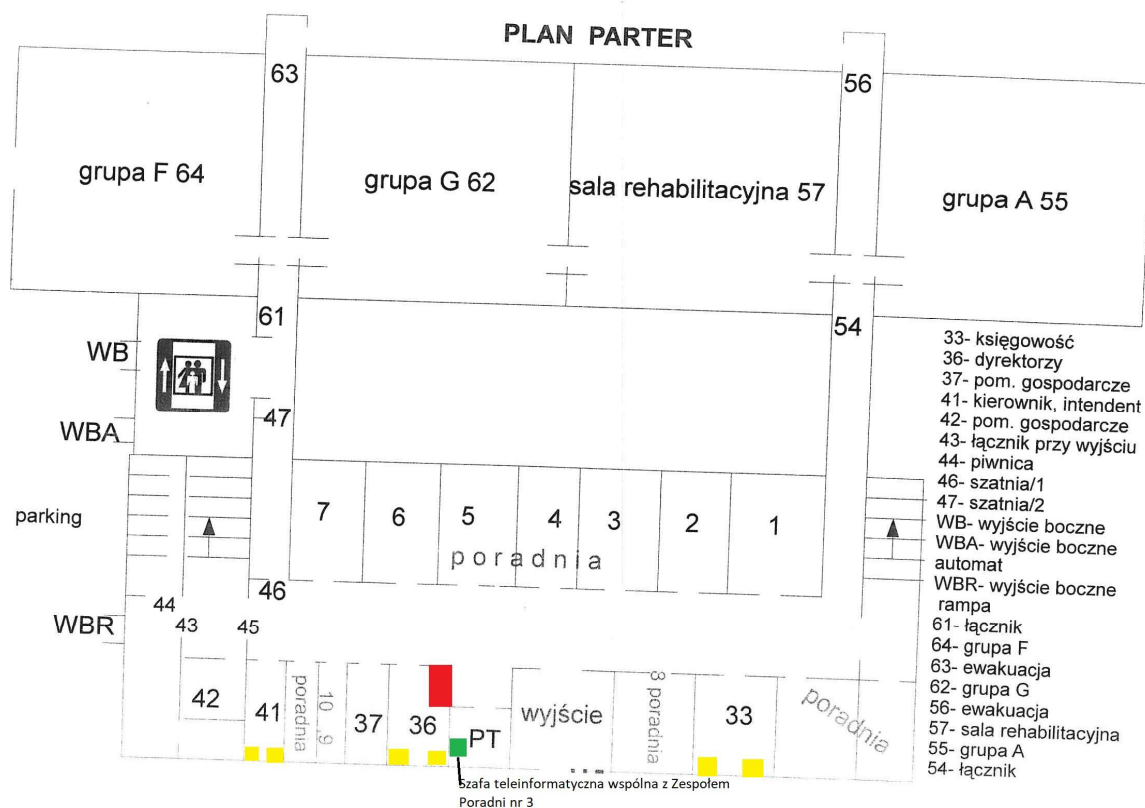 PLAN PARTER
63
56
grupa F 64
grupa G 62
sala rehabilitacyjna 57
grupa A 55
61
54
WB
47
WBA
parking
7
6
5
4
3
2
1
poradnia
46
44
43
45
WBR
42
41
poradnia
10 ,9
37
36
PT
wyjście
3 poradnia
33
poradnia
Szafa teleinformatyczna wspólna z Zespołem
Poradni nr 3
33- księgowość
36- dyrektorzy
37- pom. gospodarcze
41- kierownik, intendent
42- pom. gospodarcze
43- łącznik przy wyjściu
44- piwnica
46- szatnia/1
47- szatnia/2
WB- wyjście boczne
WBA- wyjście boczne
automat
WBR- wyjście boczne
rampa
61- łącznik
64- grupa F
63- ewakuacja
62- grupa G
56- ewakuacja
57- sala rehabilitacyjna
55- grupa A
54- łącznik